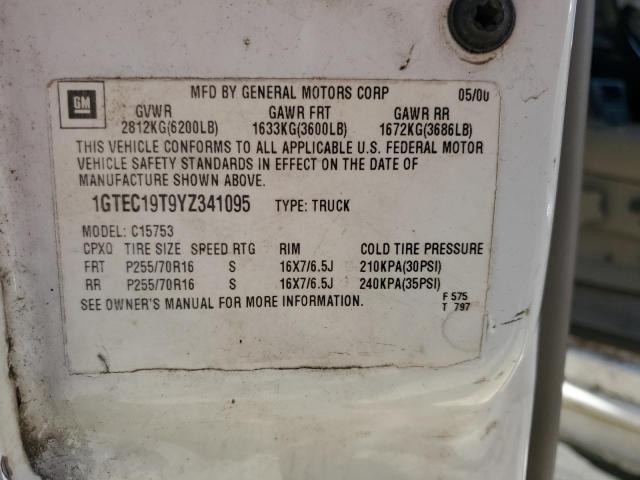 GM
MFD BY GENERAL MOTORS CORP 05/00
GVWR GAWR FRT GAWR RR
2812KG(6200LB) 1633KG(3600LB) 1672KG(3686LB)
THIS VEHICLE CONFORMS TO ALL APPLICABLE U.S. FEDERAL MOTOR
VEHICLE SAFETY STANDARDS IN EFFECT ON THE DATE OF
MANUFACTURE SHOWN ABOVE.
1GTEC19T9YZ341095 TYPE: TRUCK
MODEL: C15753
CPXQ TIRE SIZE SPEED RTG RIM COLD TIRE PRESSURE
FRT P255/70R16 S 16X7/6.5J 210KPA(30PSI)
RR P255/70R16 S 16X7/6.5J 240KPA(35PSI)
SEE OWNER'S MANUAL FOR MORE INFORMATION.
F 575
T 797